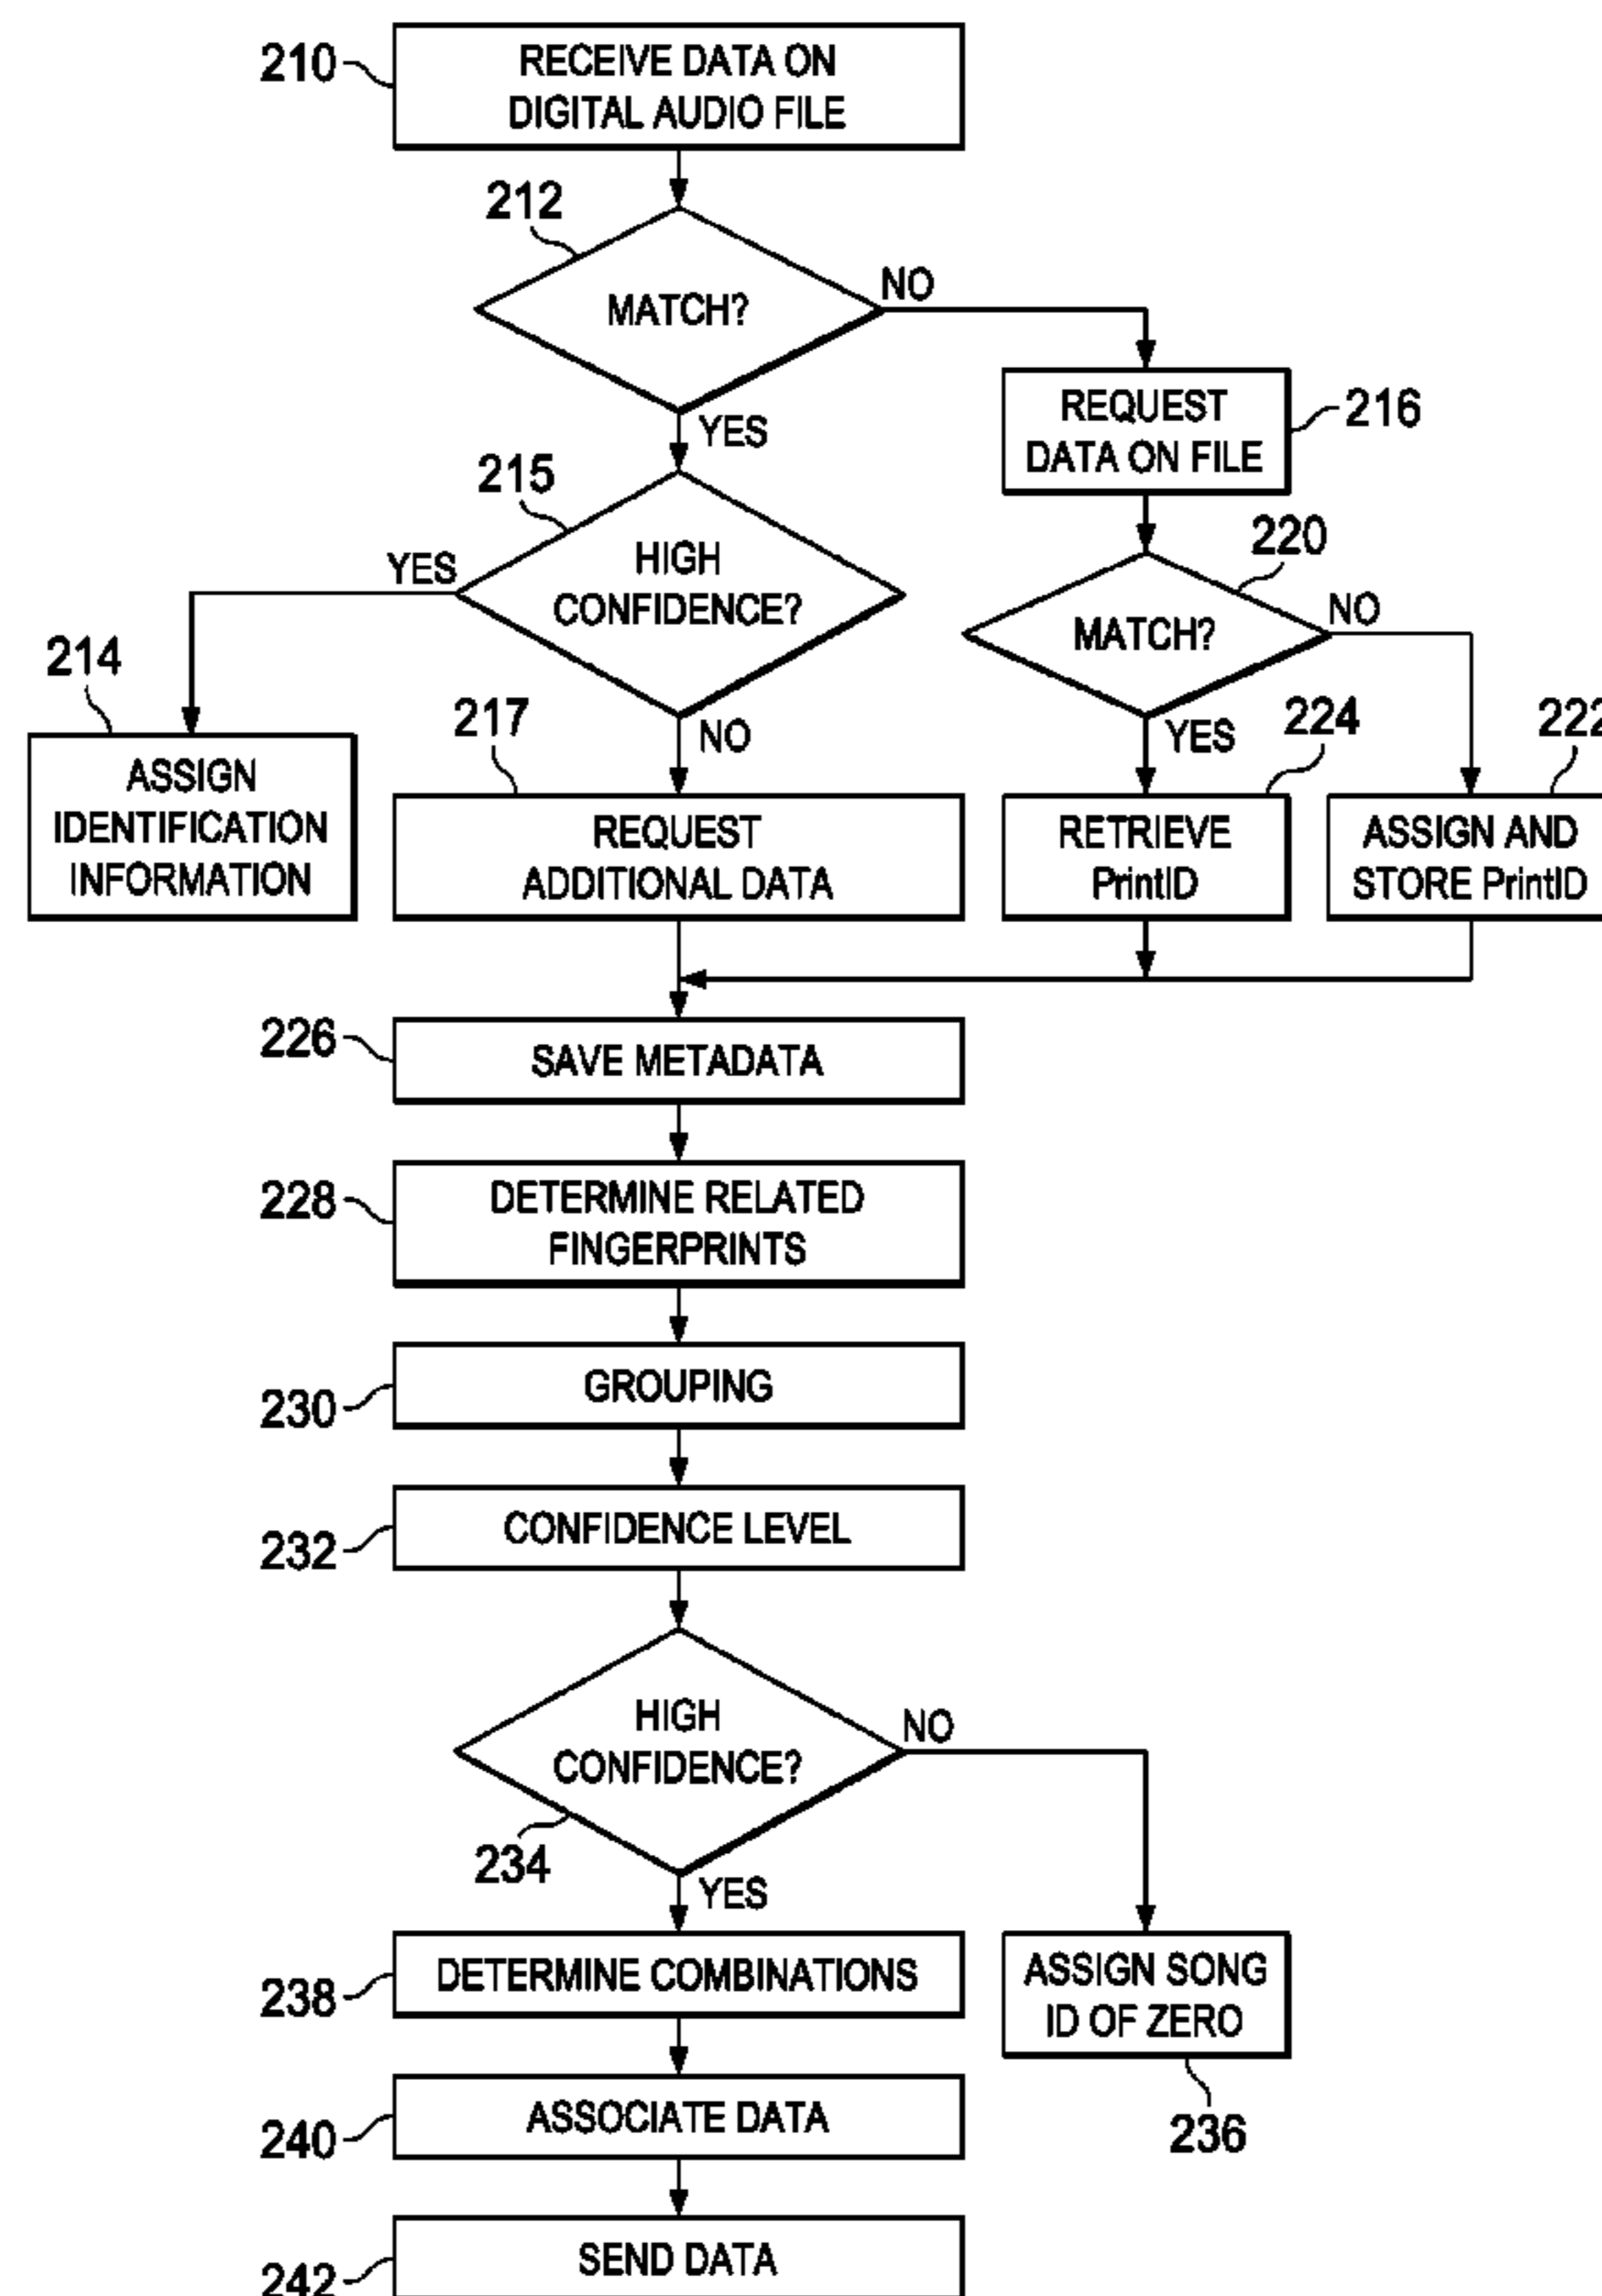 210
RECEIVE DATA ON
DIGITAL AUDIO FILE
212
MATCH?
NO
YES
REQUEST
DATA ON FILE
216
215
HIGH
CONFIDENCE?
YES
NO
220
MATCH?
NO
YES
214
ASSIGN
IDENTIFICATION
INFORMATION
217
REQUEST
ADDITIONAL DATA
224
RETRIEVE
PrintID
222
ASSIGN AND
STORE PrintID
226
SAVE METADATA
228
DETERMINE RELATED
FINGERPRINTS
230
GROUPING
232
CONFIDENCE LEVEL
HIGH
CONFIDENCE?
NO
234
YES
238
DETERMINE COMBINATIONS
ASSIGN SONG
ID OF ZERO
236
240
ASSOCIATE DATA
242
SEND DATA